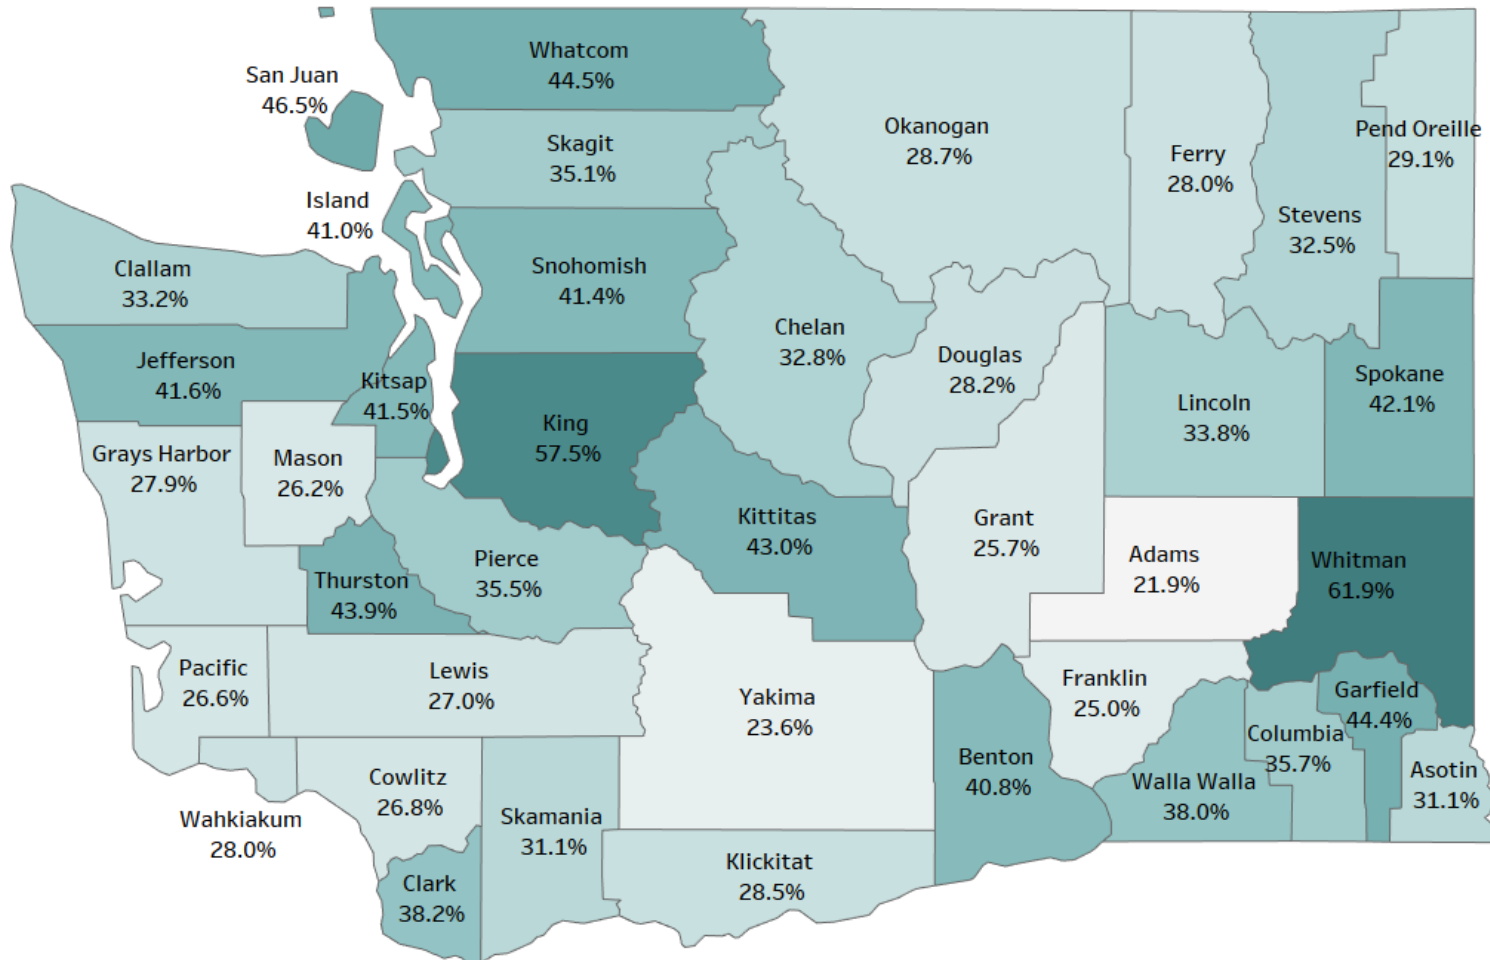 Whatcom
44.5%
San Juan
46.5%
Skagit
35.1%
Island
41.0%
Okanogan
28.7%
Ferry
28.0%
Pend Oreille
29.1%
Stevens
32.5%
Clallam
33.2%
Snohomish
41.4%
Chelan
32.8%
Jefferson
41.6%
Kitsap
41.5%
Douglas
28.2%
Spokane
42.1%
Lincoln
33.8%
King
57.5%
Grays Harbor
27.9%
Mason
26.2%
Kittitas
43.0%
Grant
25.7%
Adams
21.9%
Whitman
61.9%
Pierce
35.5%
Thurston
43.9%
Pacific
26.6%
Lewis
27.0%
Yakima
23.6%
Franklin
25.0%
Garfield
44.4%
Columbia
35.7%
Benton
40.8%
Walla Walla
38.0%
Asotin
31.1%
Cowlitz
26.8%
Wahkiakum
28.0%
Skamania
31.1%
Klickitat
28.5%
Clark
38.2%